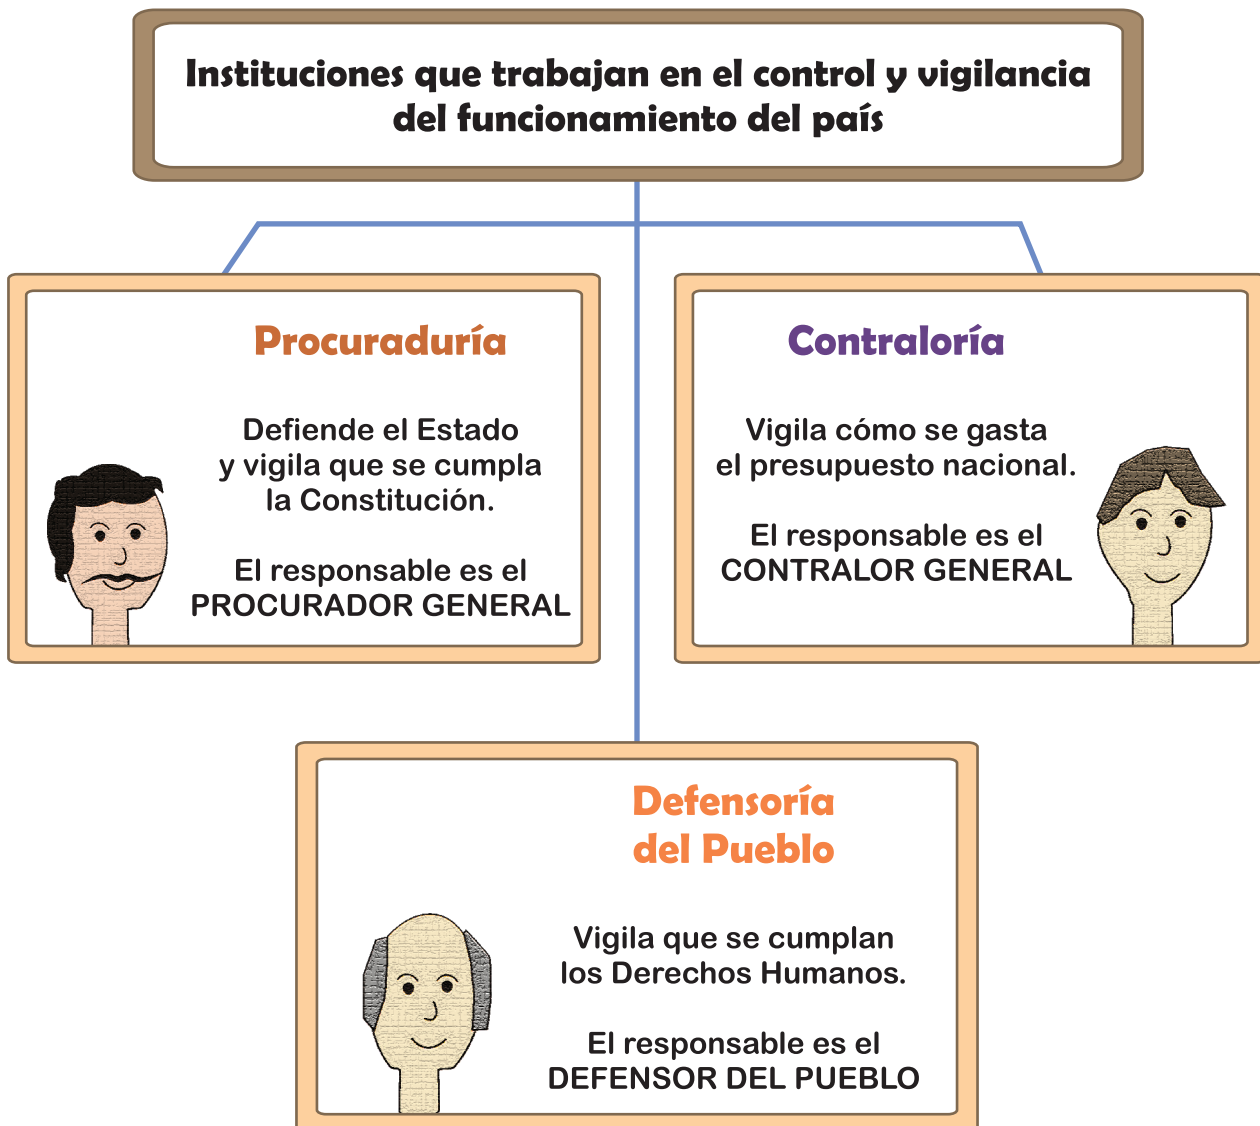 Instituciones que trabajan en el control y vigilancia
del funcionamiento del país
Procuraduría
Defiende el Estado
y vigila que se cumpla
la Constitución.
El responsable es el
PROCURADOR GENERAL
Contraloría
Vigila cómo se gasta
el presupuesto nacional.
El responsable es el
CONTRALOR GENERAL
Defensoría
del Pueblo
Vigila que se cumplan
los Derechos Humanos.
El responsable es el
DEFENSOR DEL PUEBLO